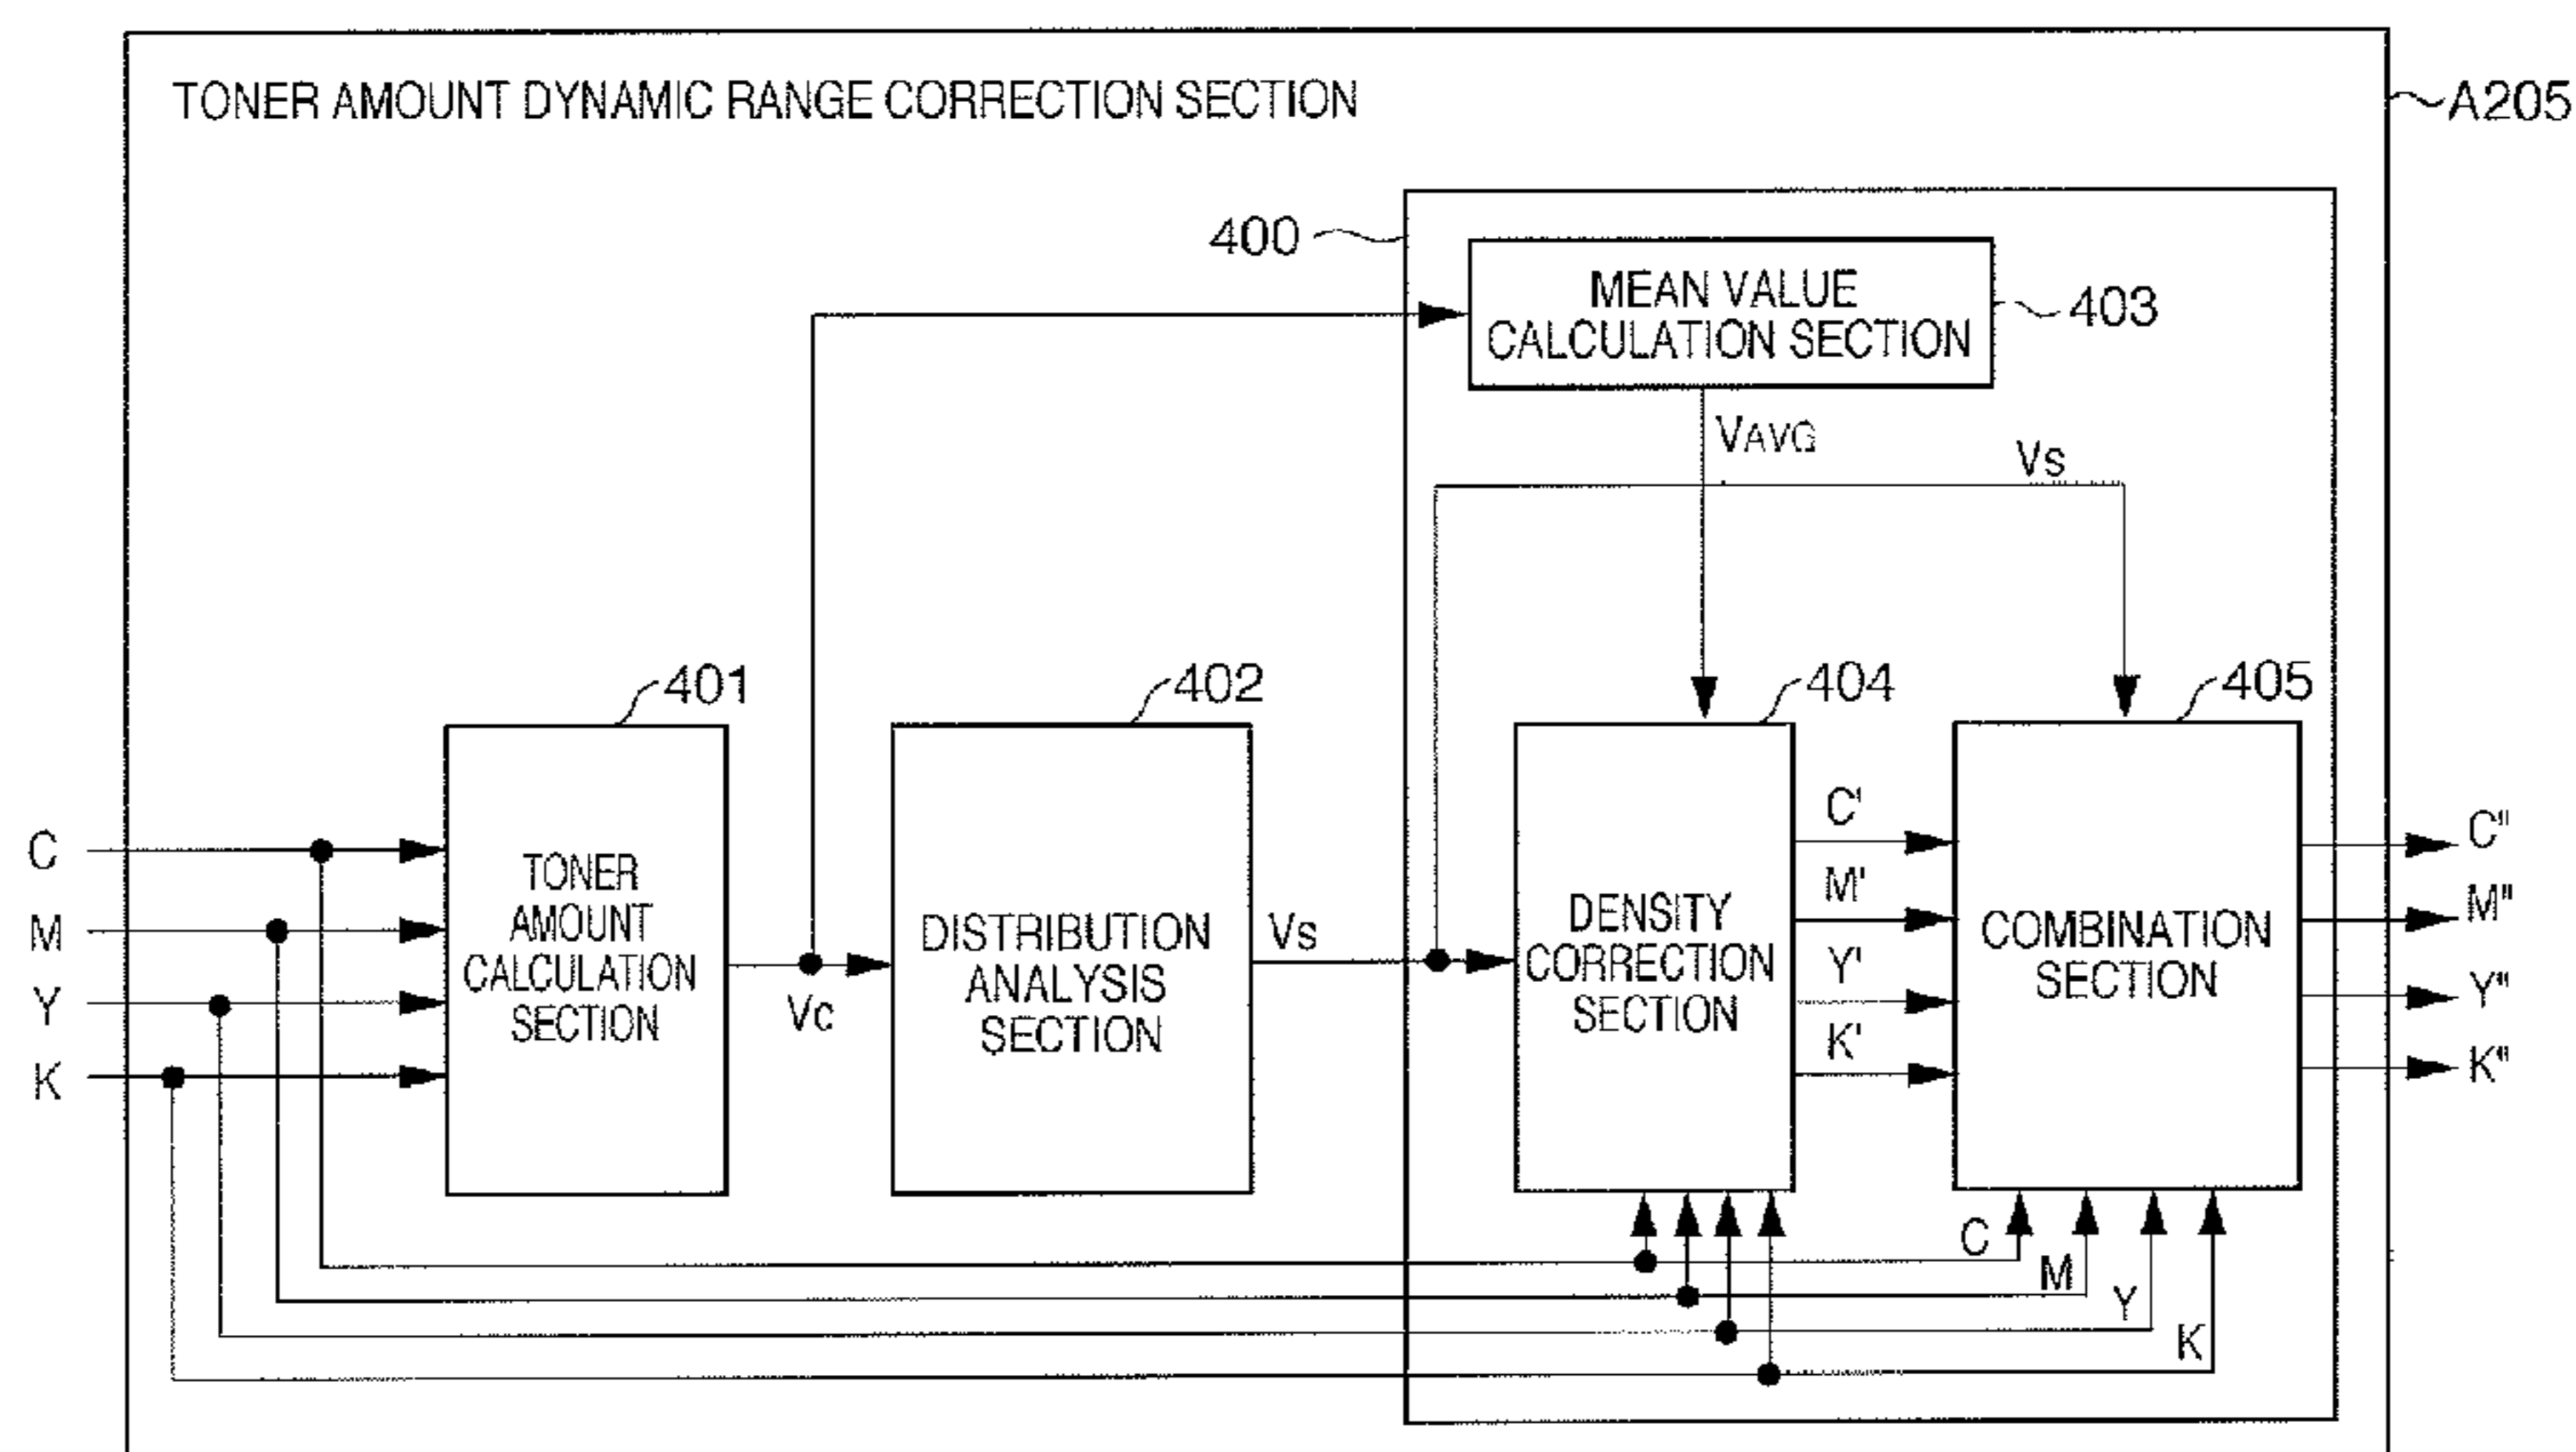 TONER AMOUNT DYNAMIC RANGE CORRECTION SECTION
A205
400
MEAN VALUE
CALCULATION SECTION
403
VAVG
Vs
401
402
404
405
C
M
Y
K
TONER
AMOUNT
CALCULATION
SECTION
Vc
DISTRIBUTION
ANALYSIS
SECTION
Vs
DENSITY
CORRECTION
SECTION
C'
M'
Y'
K'
COMBINATION
SECTION
C"
M"
Y"
K"
C
M
Y
K